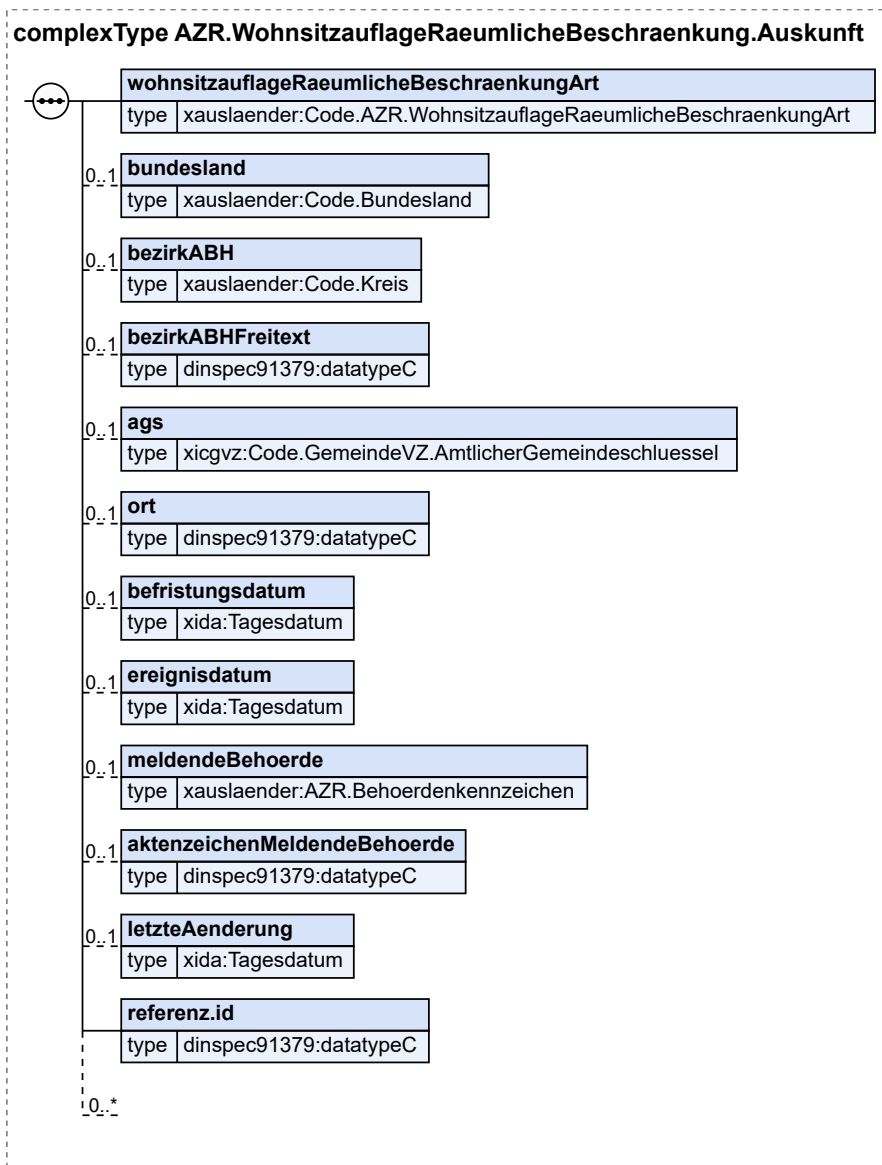 complexType AZR.WohnsitzauflageRaeumlicheBeschraenkung.Auskunft
wohnsitzauflageRaeumlicheBeschraenkungArt
type xauslaender:Code.AZR.WohnsitzauflageRaeumlicheBeschraenkungArt
0..1 bundesland
type xauslaender:Code.Bundesland
0..1 bezirkABH
type xauslaender:Code.Kreis
0..1 bezirkABHFreitext
type dinspec91379:datatypeC
0..1 ags
type xicgvz:Code.GemeindeVZ.AmtlicherGemeindeschluessel
0..1 ort
type dinspec91379:datatypeC
0..1 befristungsdatum
type xida:Tagesdatum
0..1 ereignisdatum
type xida:Tagesdatum
0..1 meldendeBehoerde
type xauslaender:AZR.Behoerdenkennzeichen
0..1 aktenzeichenMeldendeBehoerde
type dinspec91379:datatypeC
0..1 letzteAenderung
type xida:Tagesdatum
referenz.id
type dinspec91379:datatypeC
0..*